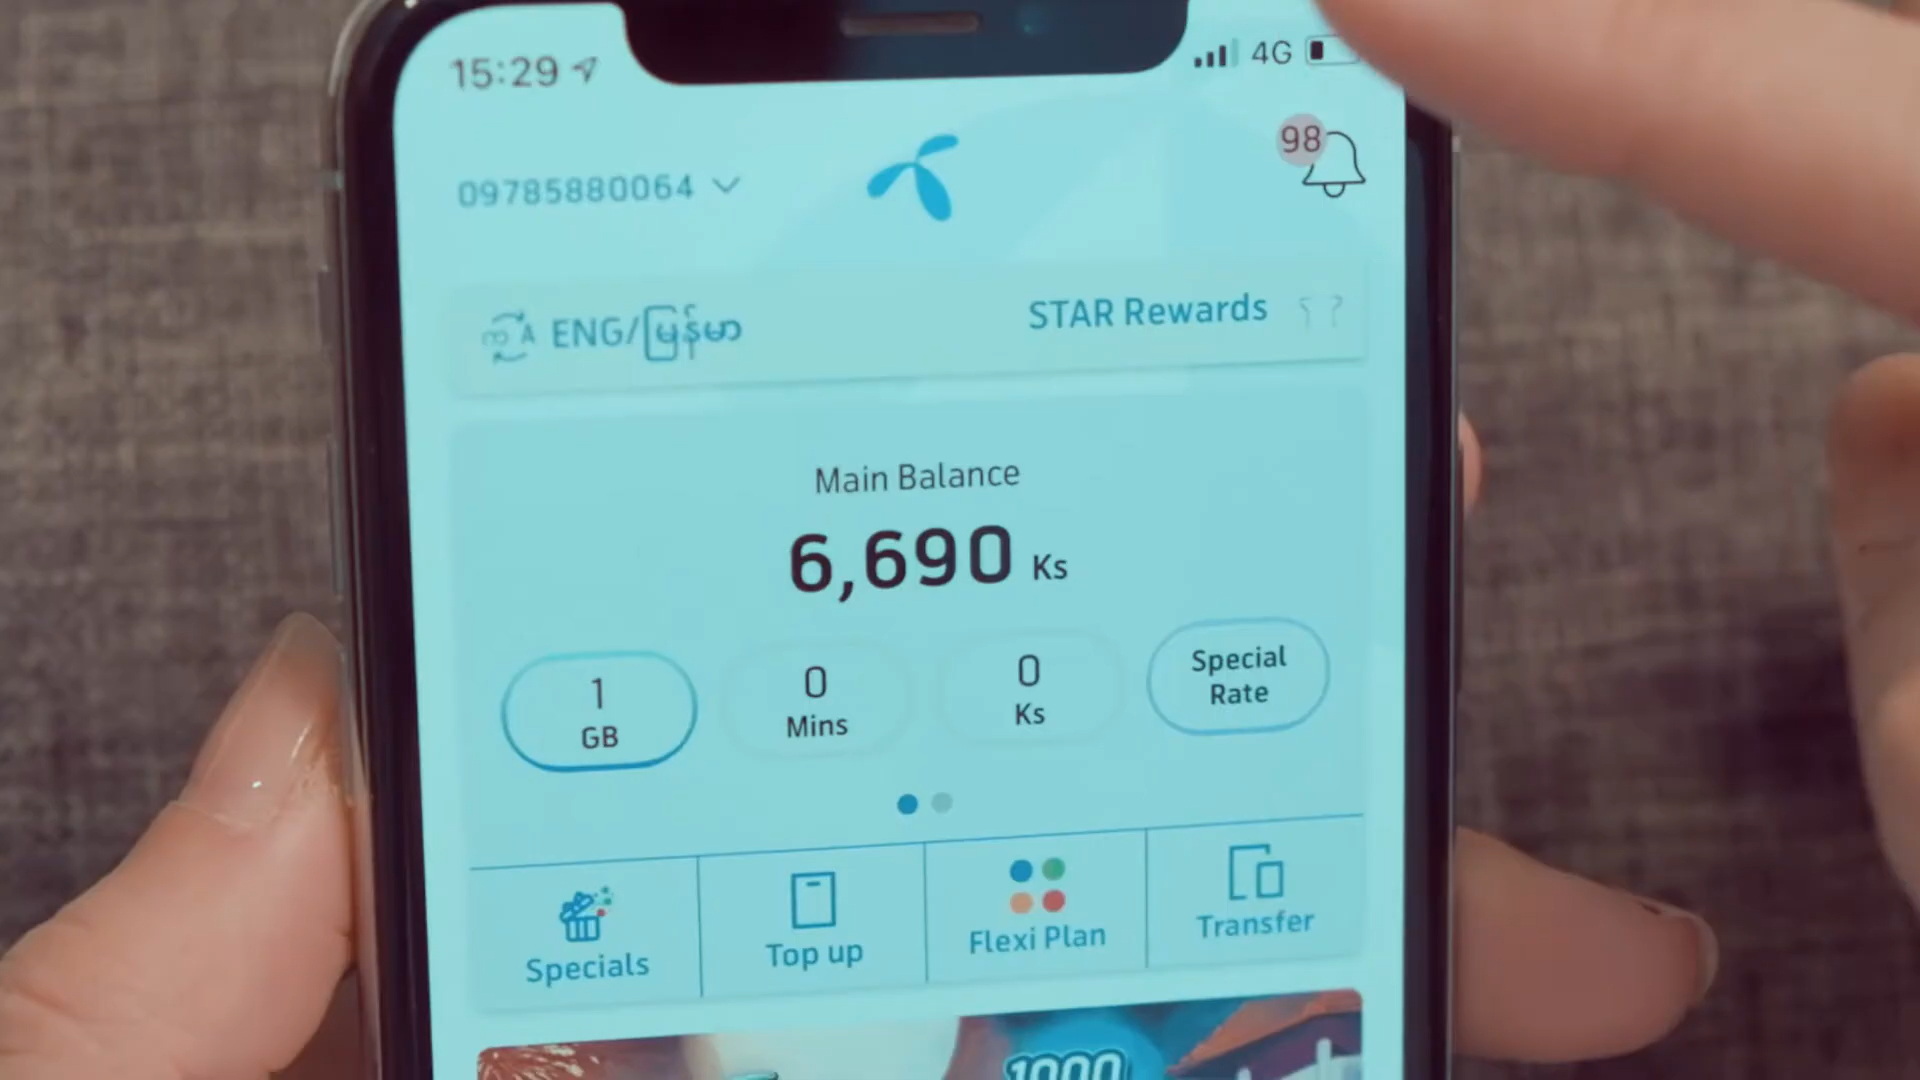 15:29
4G
09785880064
98
ENG/မြန်မာ
STAR Rewards
Main Balance
6,690 Ks
1
GB
0
Mins
0
Ks
Special
Rate
Specials
Top up
Flexi Plan
Transfer
1000